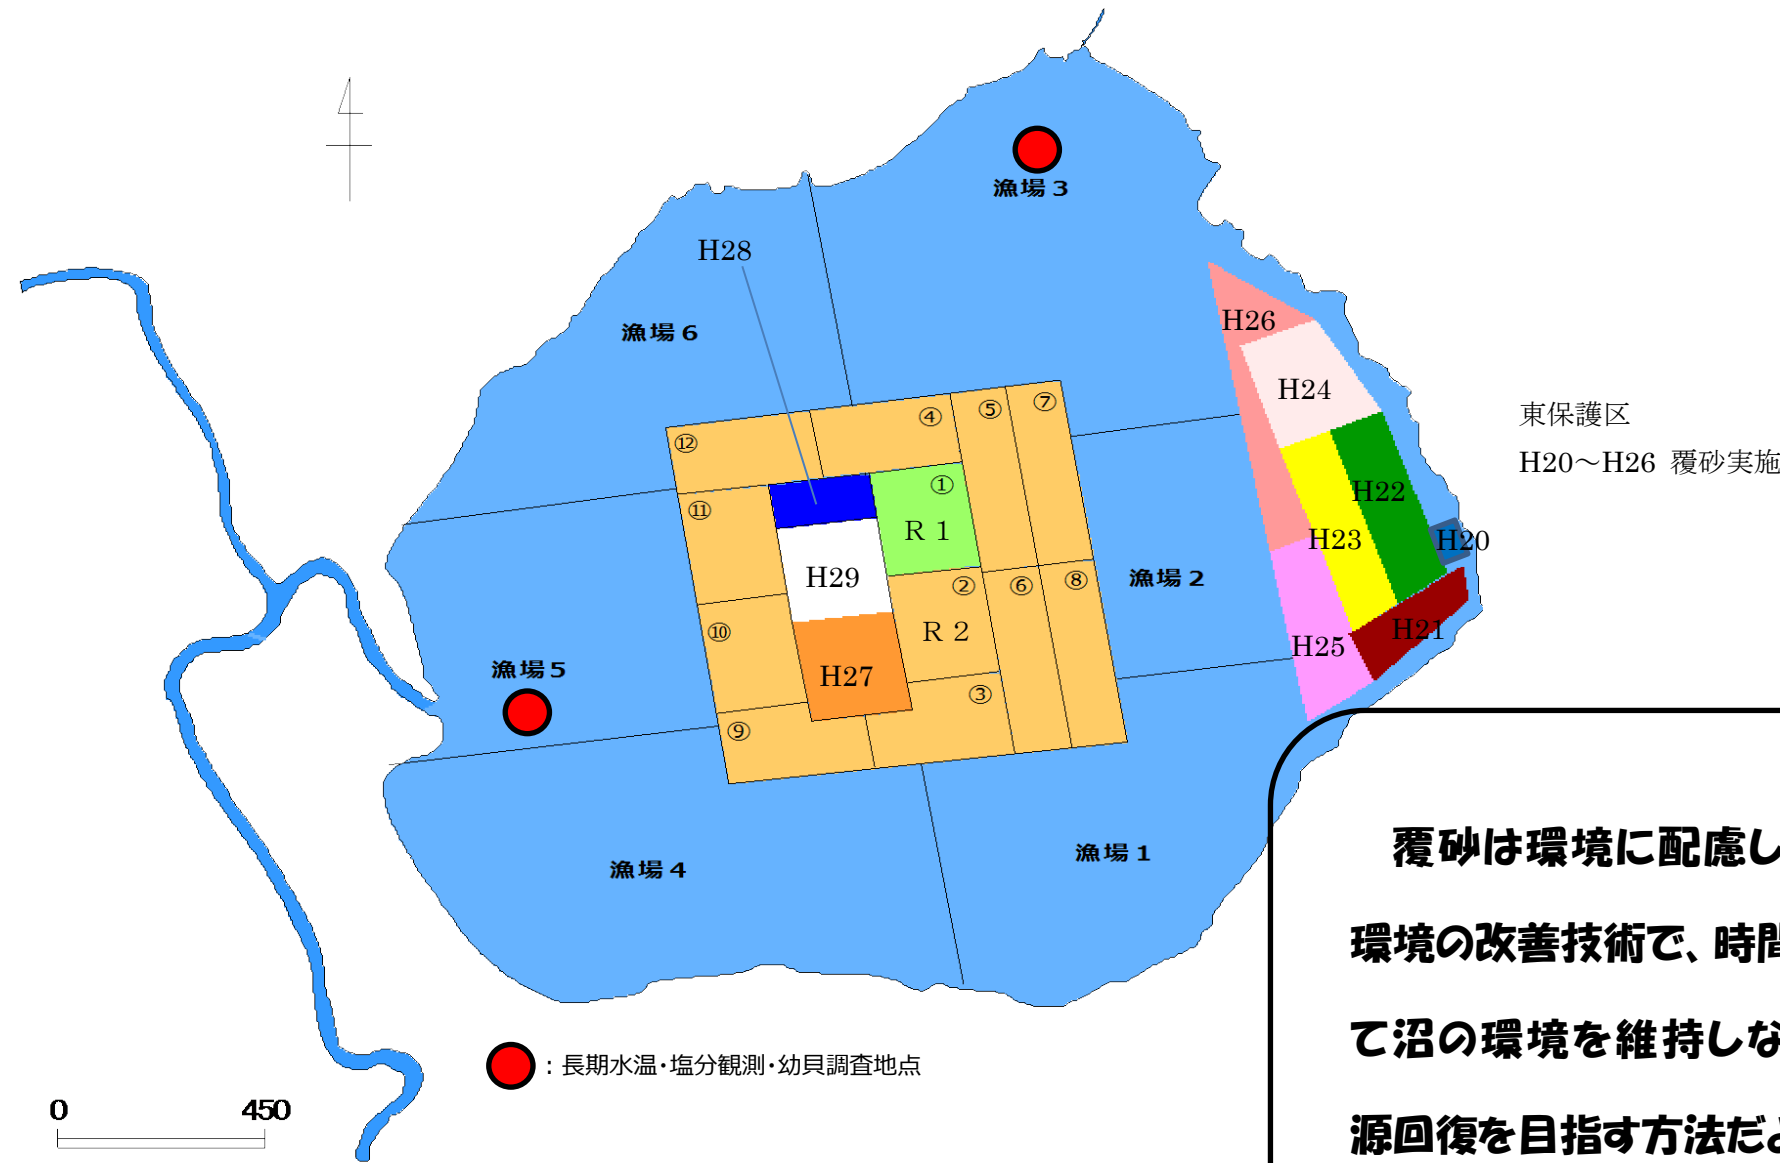 漁場3
H28
漁場6
H26
H24
東保護区
H20~H26 覆砂実施
④
⑤
⑦
⑫
①
⑪
R 1
H22
H23
H20
H29
漁場2
②
⑥
⑧
⑩
R 2
H21
H25
漁場5
H27
③
⑨
漁場4
漁場1
覆砂は環境に配慮し
環境の改善技術で、時間
て沼の環境を維持しな
源回復を目指す方法だよ
:長期水温・塩分観測・幼貝調査地点
0 450